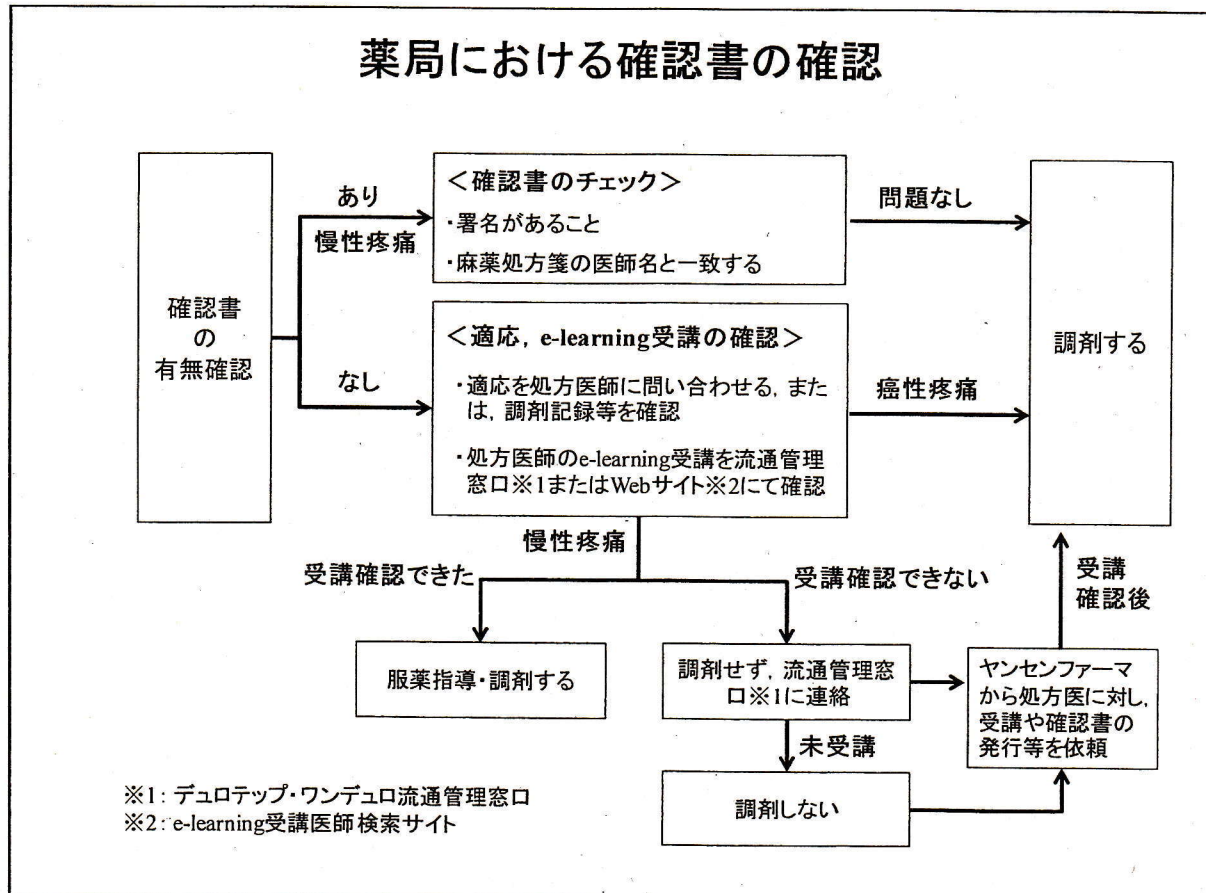 薬局における確認書の確認
確認書
の
有無確認
あり
慢性疼痛
なし
＜確認書のチェック＞
・署名があること
・麻薬処方箋の医師名と一致する
問題なし
＜適応，e-learning受講の確認＞
・適応を処方医師に問い合わせる，また
は，調剤記録等を確認
・処方医師のe-learning受講を流通管理
窓口※1またはWebサイト※2にて確認
癌性疼痛
調剤する
慢性疼痛
受講確認できた
受講確認できない
受講
確認後
服薬指導・調剤する
調剤せず，流通管理窓
口※1に連絡
ヤンセンファーマ
から処方医に対し，
受講や確認書の
発行等を依頼
未受講
調剤しない
※1：デュロテップ・ワンデュロ流通管理窓口
※2：e-learning受講医師検索サイト